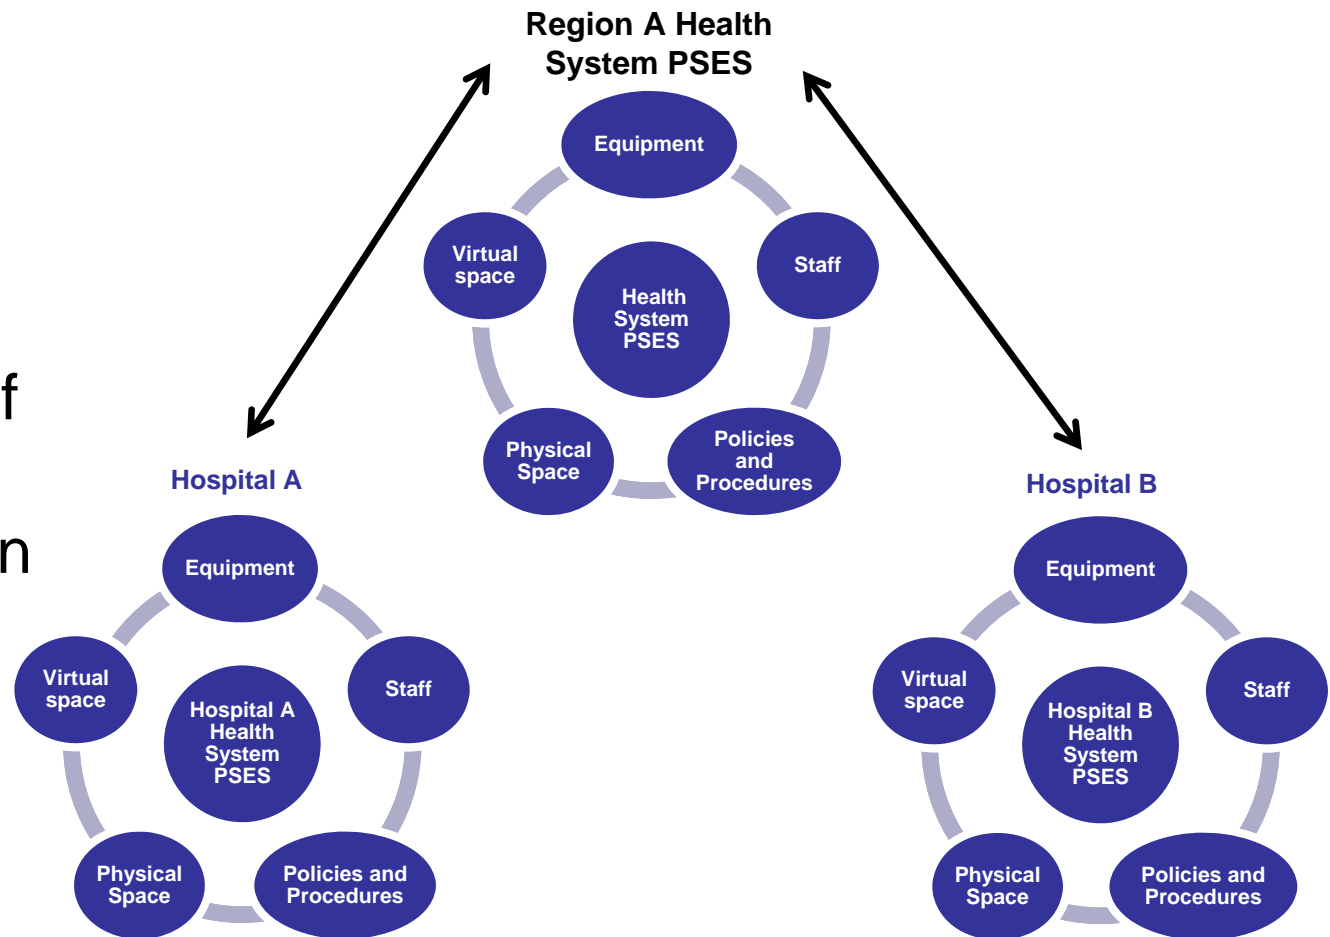 Region A Health
System PSES
Equipment
Virtual
space
Staff
Health
System
PSES
Physical
Space
Policies
and
Procedures
f
n
Hospital A
Equipment
Virtual
space
Staff
Hospital A
Health
System
PSES
Physical
Space
Policies and
Procedures
Hospital B
Equipment
Virtual
space
Staff
Hospital B
Health
System
PSES
Physical
Space
Policies and
Procedures